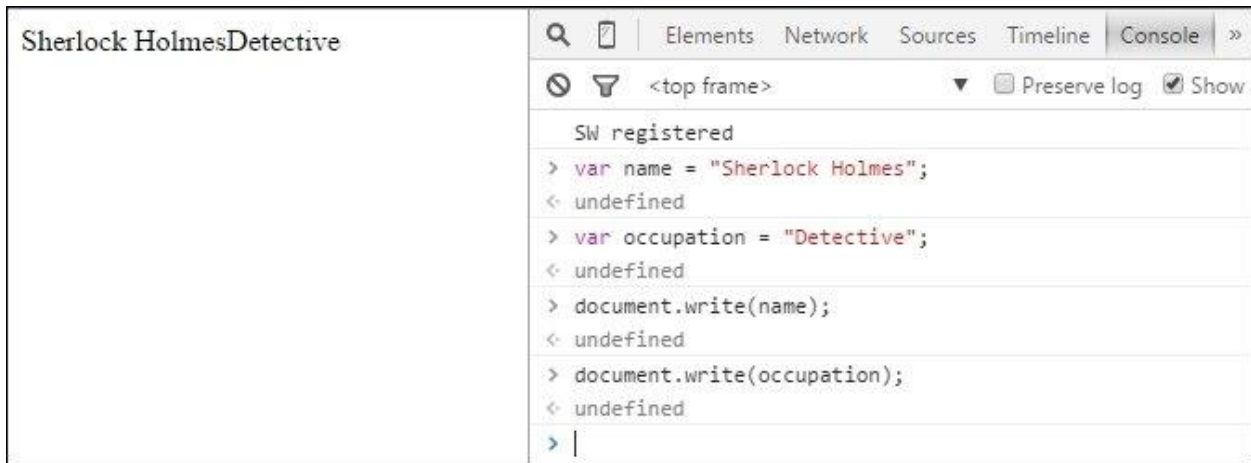 Sherlock HolmesDetective
Elements Network Sources Timeline Console »
<top frame> ▼ Preserve log Show
SW registered
> var name = "Sherlock Holmes";
<· undefined
> var occupation = "Detective";
<· undefined
> document.write(name);
<· undefined
> document.write(occupation);
<· undefined
>